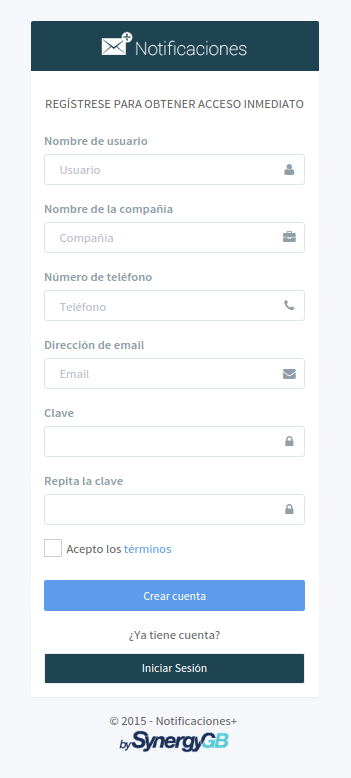 Notificaciones
REGÍSTRESE PARA OBTENER ACCESO INMEDIATO
Nombre de usuario
Usuario
Nombre de la compañía
Compañía
Número de teléfono
Teléfono
Dirección de email
Email
Clave
Repita la clave
Acepto los términos
Crear cuenta
¿Ya tiene cuenta?
Iniciar Sesión
© 2015 - Notificaciones+
by SynergyGB